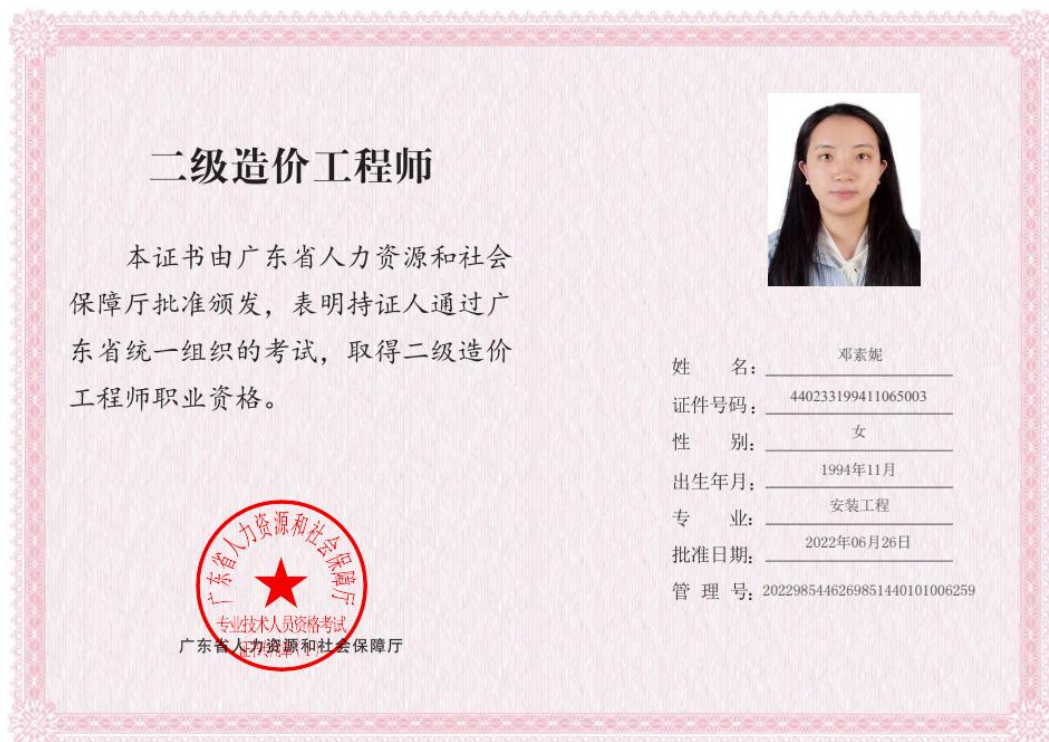 二级造价工程师
本证书由广东省人力资源和社会
保障厅批准颁发，表明持证人通过广
东省统一组织的考试，取得二级造价
工程师职业资格。
姓 名：邓素妮
证件号码：440233199411065003
性 别：女
出生年月：1994年11月
专 业：安装工程
批准日期：2022年06月26日
管 理 号：2022985446269851440101006259
广东省人力资源和社会保障厅
专业技术人员资格考试
广东省人力资源和社会保障厅